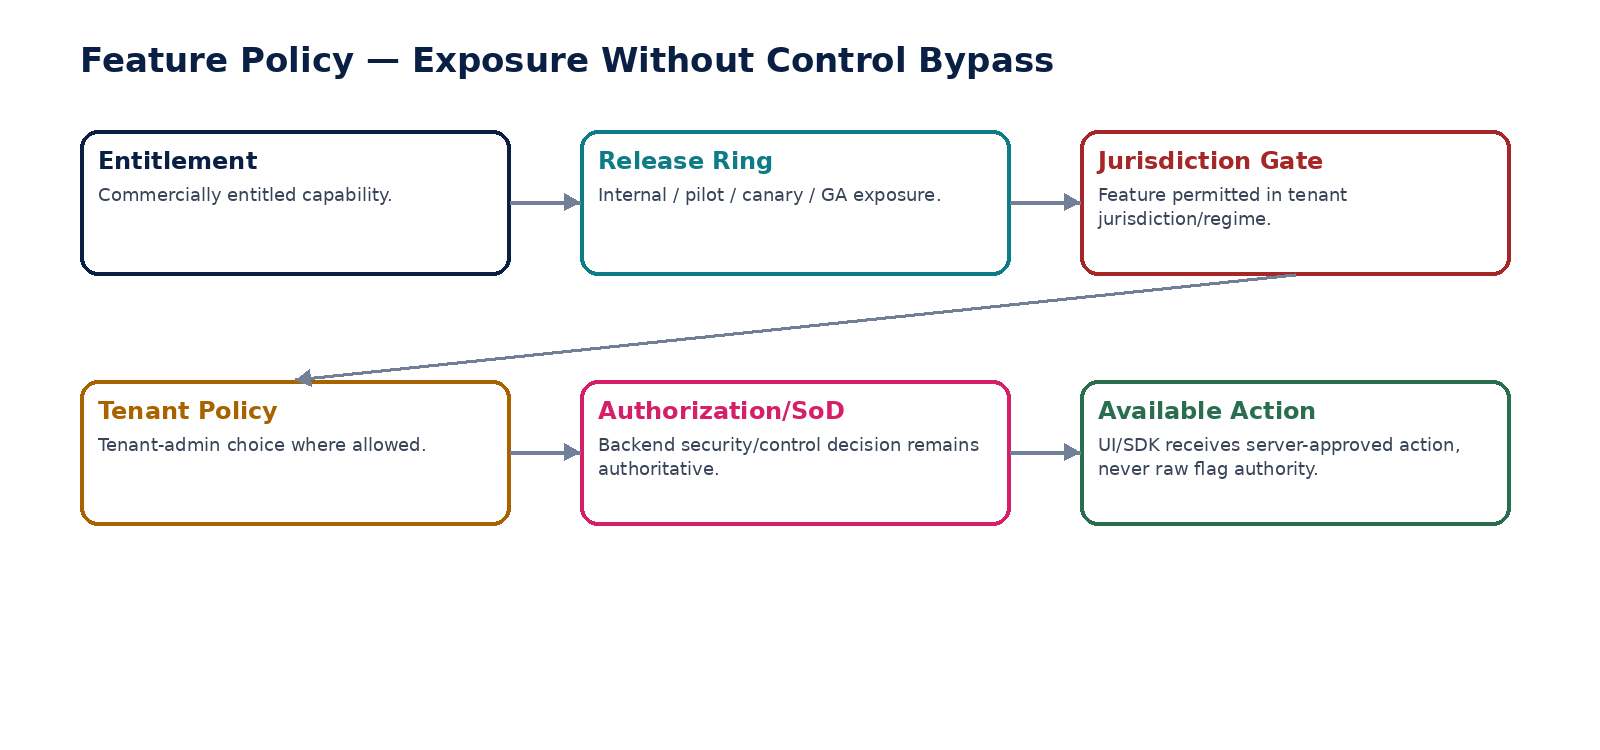 Feature Policy — Exposure Without Control Bypass
Entitlement
Commercially entitled capability.
Release Ring
Internal / pilot / canary / GA exposure.
Jurisdiction Gate
Feature permitted in tenant
jurisdiction/regime.
Tenant Policy
Tenant-admin choice where allowed.
Authorization/SoD
Backend security/control decision remains
authoritative.
Available Action
UI/SDK receives server-approved action,
never raw flag authority.